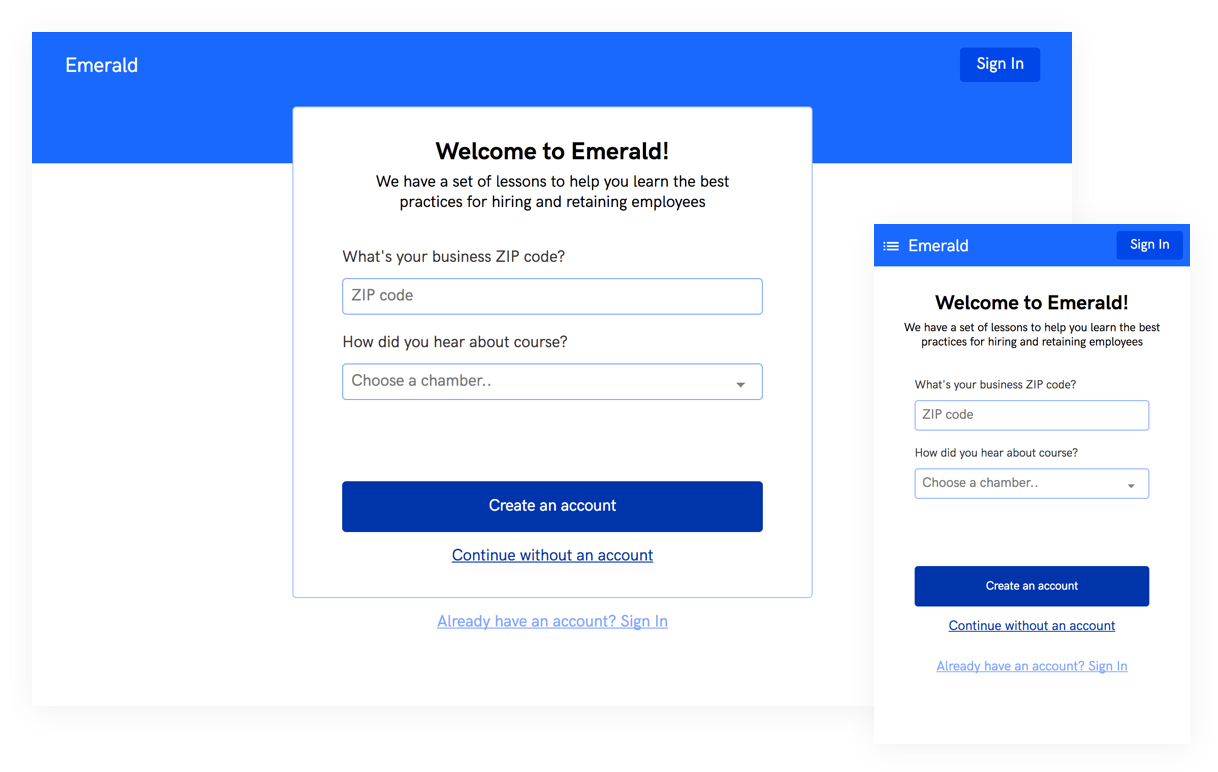 Emerald
Sign In
Welcome to Emerald!
We have a set of lessons to help you learn the best
practices for hiring and retaining employees
What's your business ZIP code?
ZIP code
How did you hear about course?
Choose a chamber..
Create an account
Continue without an account
Already have an account? Sign In
Emerald
Sign In
Welcome to Emerald!
We have a set of lessons to help you learn the best
practices for hiring and retaining employees
What's your business ZIP code?
ZIP code
How did you hear about course?
Choose a chamber..
Create an account
Continue without an account
Already have an account? Sign In